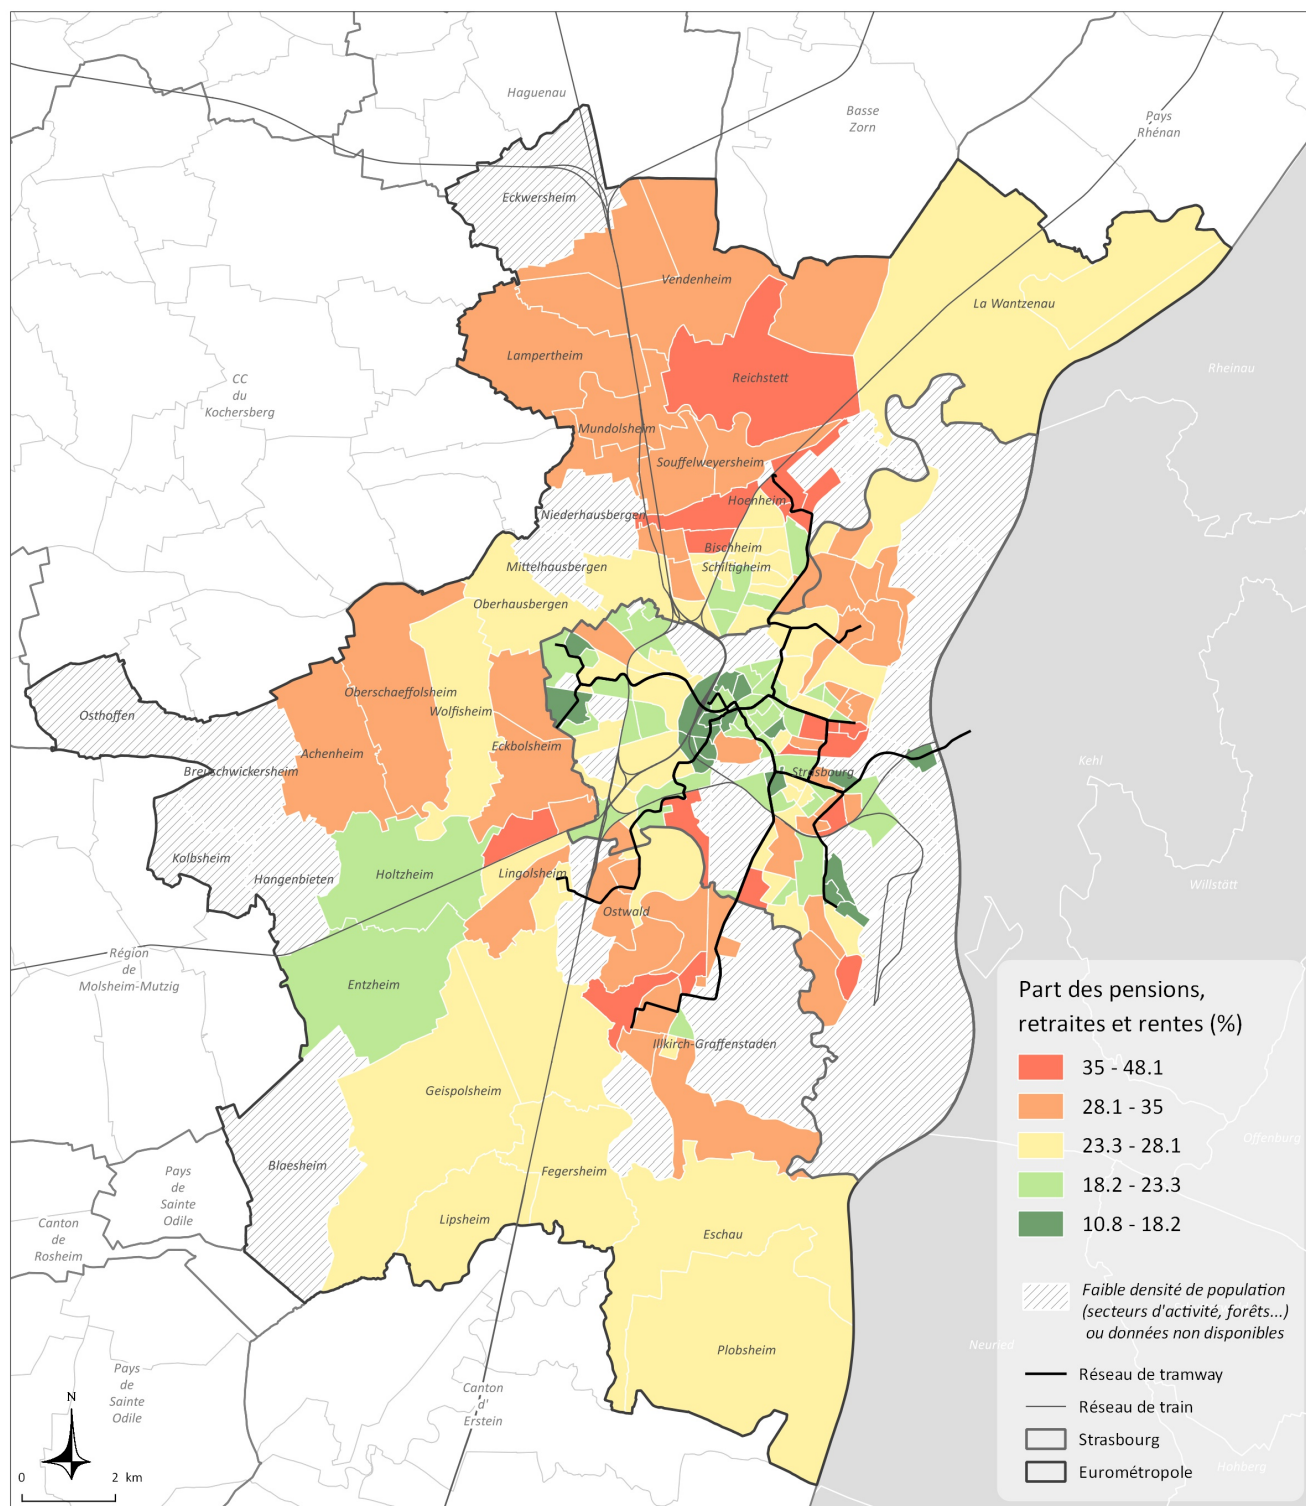 Haguenau
Basse
Zorn
Pays
Rhénan
Eckwersheim
Vendenheim
La Wantzenau
Lampertheim
Reichstett
Rheinau
CC
du
Kochersberg
Mundolsheim
Souffelweyersheim
Hoenheim
Niederhausbergen
Bischheim
Mittelhausbergen
Schiltigheim
Oberhausbergen
Oberschaeffolsheim
Wolfisheim
Osthoffen
Achenheim
Eckbolsheim
Breuschwickersheim
Strasbourg
Kehl
Kolbsheim
Hangenbieten
Holtzheim
Lingolsheim
Willstätt
Ostwald
Région
de
Molsheim-Mutzig
Entzheim
Illkirch-Graffenstaden
Geispolsheim
Blaesheim
Fegersheim
Pays
de
Sainte
Odile
Lipsheim
Eschau
Canton
de
Rosheim
Plobsheim
Pays
de
Sainte
Odile
Canton
d'
Erstein
Offenburg
Neuried
Hohberg
Part des pensions,
retraites et rentes (%)
35 - 48.1
28.1 - 35
23.3 - 28.1
18.2 - 23.3
10.8 - 18.2
Faible densité de population
(secteurs d'activité, forêts...)
ou données non disponibles
Réseau de tramway
Réseau de train
Strasbourg
Eurométropole
N
0 2 km